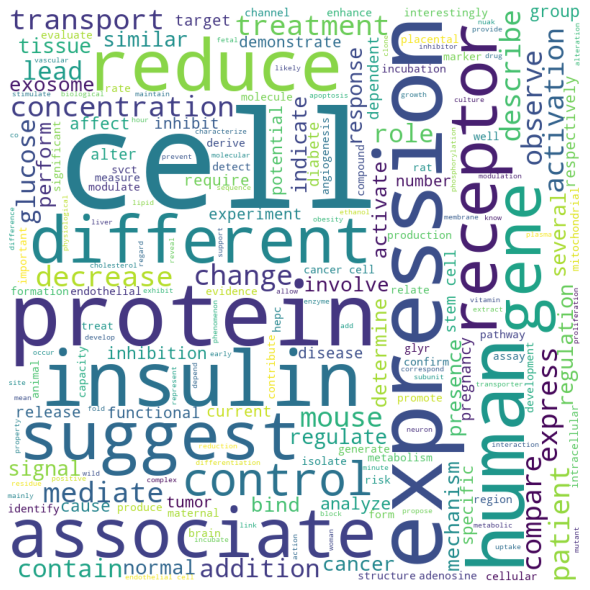 cell
protein
expression
human
gene
insulin
associate
suggest
different
reduce
receptor
control
transport
tissue
lead
exosome
concentration
glucose
perform
similar
target
treatment
demonstrate
channel
enhance
evaluate
interestingly
placental
marker
drug
nuak
provide
inhibitor
alteration
group
describe
observe
activation
respectively
several
mitochondrial
vascular
stimulate
biological
fetal
likely
maintain
rate
molecule
hour
characterize
prevent
molecular
sequence
affect
inhibit
alter
derive
svct
detect
measure
modulate
significant
physiological
potential
indicate
diabete
angiogenesis
require
response
dependent
incubation
apoptosis
clone
growth
culture
compound
role
rat
activate
number
phosphorylation
modulation
well
membrane
know
production
experiment
liver
lipid
obesity
ethanol
regard
reveal
support
difference
cholesterol
exhibit
important
decrease
change
involve
cancer cell
relate
stem cell
vitamin
extract
plasma
proliferation
enzyme
allow
formation
endothelial
evidence
phenomenon
add
treat
develop
inhibition
disease
contribute
hepc
glyr
confirm
correspond
subunit
transporter
pathway
assay
development
determine
presence
pregnancy
express
regulation
intracellular
occur
early
represent
depend
site
animal
capacity
mean
release
fold
functional
current
mouse
promote
neuron
interaction
region
property
reduction
differentiation
signal
regulate
generate
metabolism
isolate
minute
risk
residue
positive
wild
mediate
bind
analyze
mechanism
specific
compare
patient
metabolic
uptake
mainly
complex
tumor
identify
cause
produce
maternal
propose
form
block
link
brain
contain
normal
addition
incubate
action
woman
cancer
endothelial cell
structure
adenosine
cellular
mutant
co